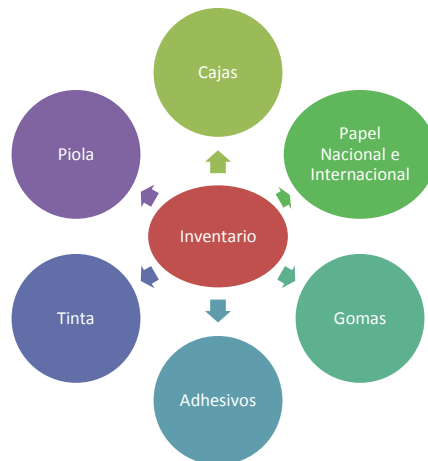 Cajas
Piola
Papel
Nacional e
Internacional
Inventario
Tinta
Gomas
Adhesivos